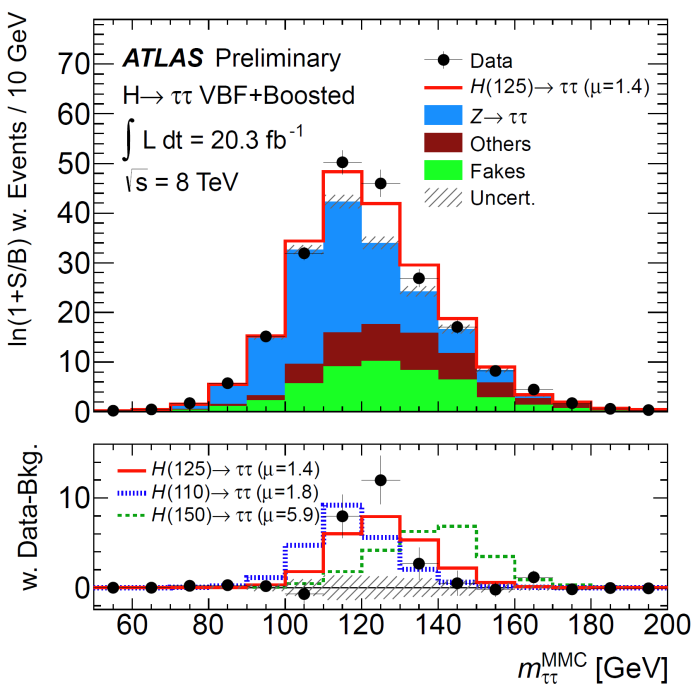 ln(1+S/B) w. Events / 10 GeV
70
60
50
40
30
20
10
0
ATLAS Preliminary
H→ ττ VBF+Boosted
∫ L dt = 20.3 fb⁻¹
√s = 8 TeV
Data
H(125)→ ττ (μ=1.4)
Z→ ττ
Others
Fakes
Uncert.
w. Data-Bkg.
10
0
H(125)→ ττ (μ=1.4)
H(110)→ ττ (μ=1.8)
H(150)→ ττ (μ=5.9)
60 80 100 120 140 160 180 200
m_ττ^MMC [GeV]